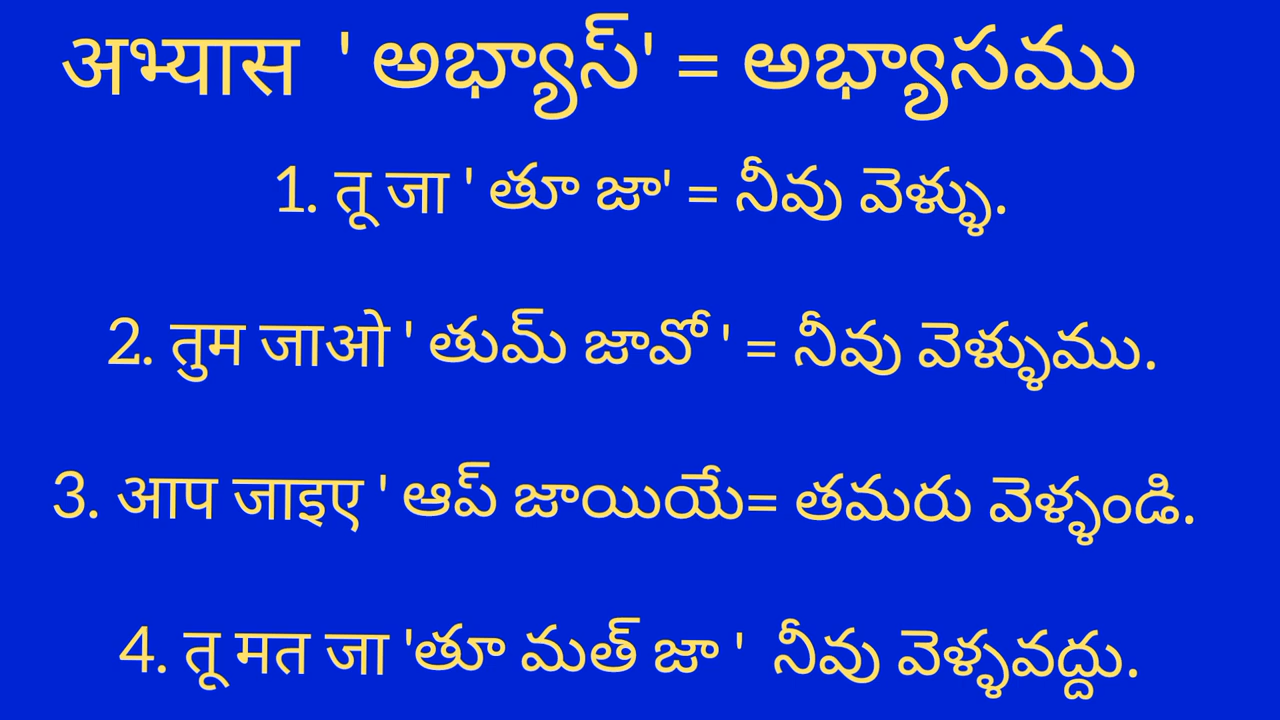 अभ्यास ' అభ్యాస్' = అభ్యాసము
1. तू जा ' తూ జా' = నీవు వెళ్ళు.
2. तुम जाओ ' తుమ్ జావో ' = నీవు వెళ్ళుము.
3. आप जाइए ' ఆప్ జాయియే= తమరు వెళ్ళండి.
4. तू मत जा 'తూ మత్ జా ' నీవు వెళ్ళవద్దు.